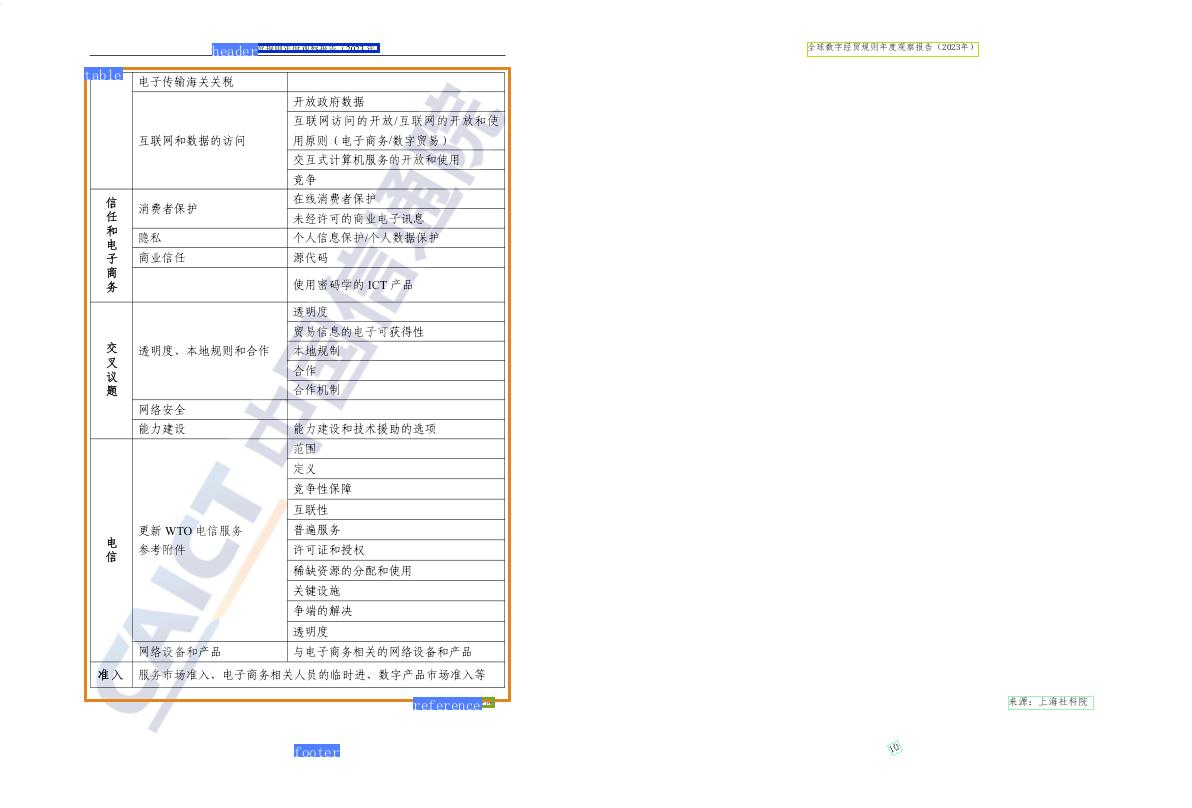 header
全球数字经贸规则年度观察报告（2023年）
table
电子传输海关关税
互联网和数据的访问
开放政府数据
互联网访问的开放/互联网的开放和使
用原则（电子商务/数字贸易）
交互式计算机服务的开放和使用
竞争
信任和电子商务
消费者保护
在线消费者保护
未经许可的商业电子讯息
隐私
个人信息保护/个人数据保护
商业信任
源代码
使用密码学的 ICT 产品
交叉议题
透明度、本地规则和合作
透明度
贸易信息的电子可获得性
本地规制
合作
合作机制
网络安全
能力建设
能力建设和技术援助的选项
电信
更新 WTO 电信服务
参考附件
范围
定义
竞争性保障
互联性
普遍服务
许可证和授权
稀缺资源的分配和使用
关键设施
争端的解决
透明度
网络设备和产品
与电子商务相关的网络设备和产品
准入
服务市场准入、电子商务相关人员的临时进、数字产品市场准入等
CAICT 中国信通院
reference
来源：上海社科院
footer
10